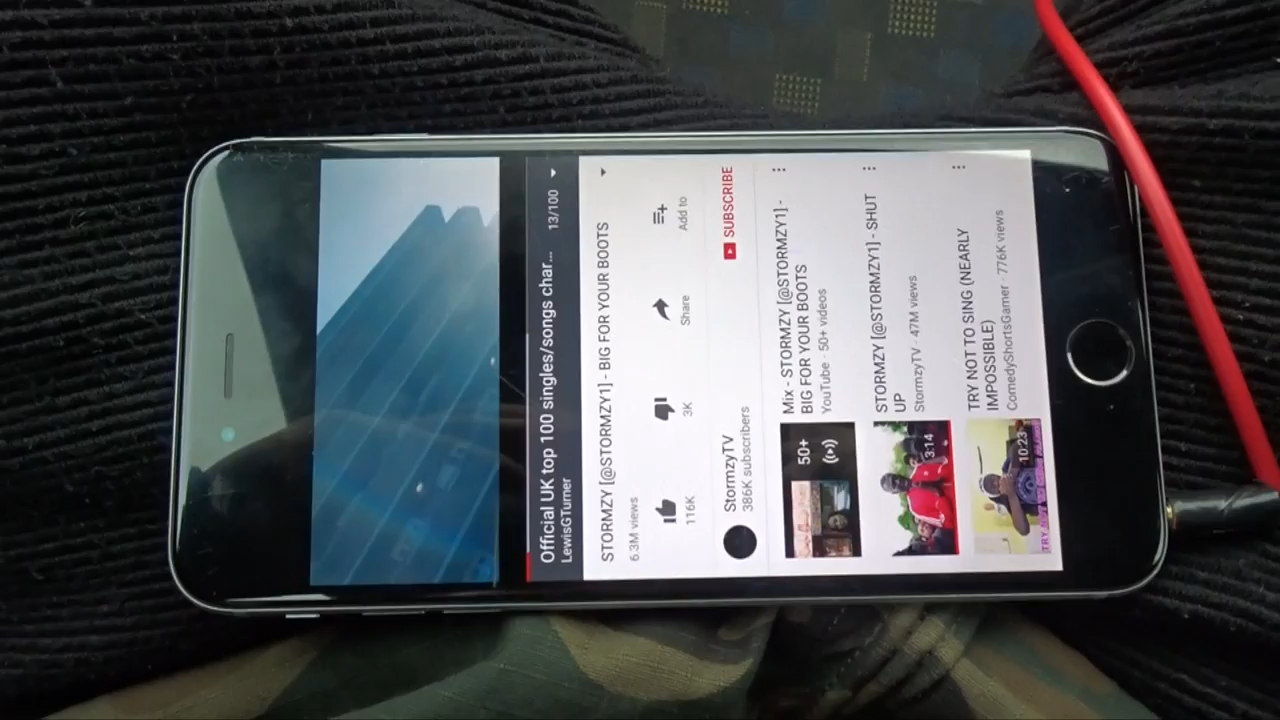 Official UK top 100 singles/songs char...
LewisGTurner
13/100
STORMZY [@STORMZY1] - BIG FOR YOUR BOOTS
6.3M views
116K
3K
Share
Add to
StormzyTV
386K subscribers
SUBSCRIBE
50+
Mix - STORMZY [@STORMZY1] -
BIG FOR YOUR BOOTS
YouTube · 50+ videos
3:14
STORMZY [@STORMZY1] - SHUT
UP
StormzyTV · 47M views
10:23
TRY NOT TO SING (NEARLY
IMPOSSIBLE)
ComedyShortsGamer · 776K views